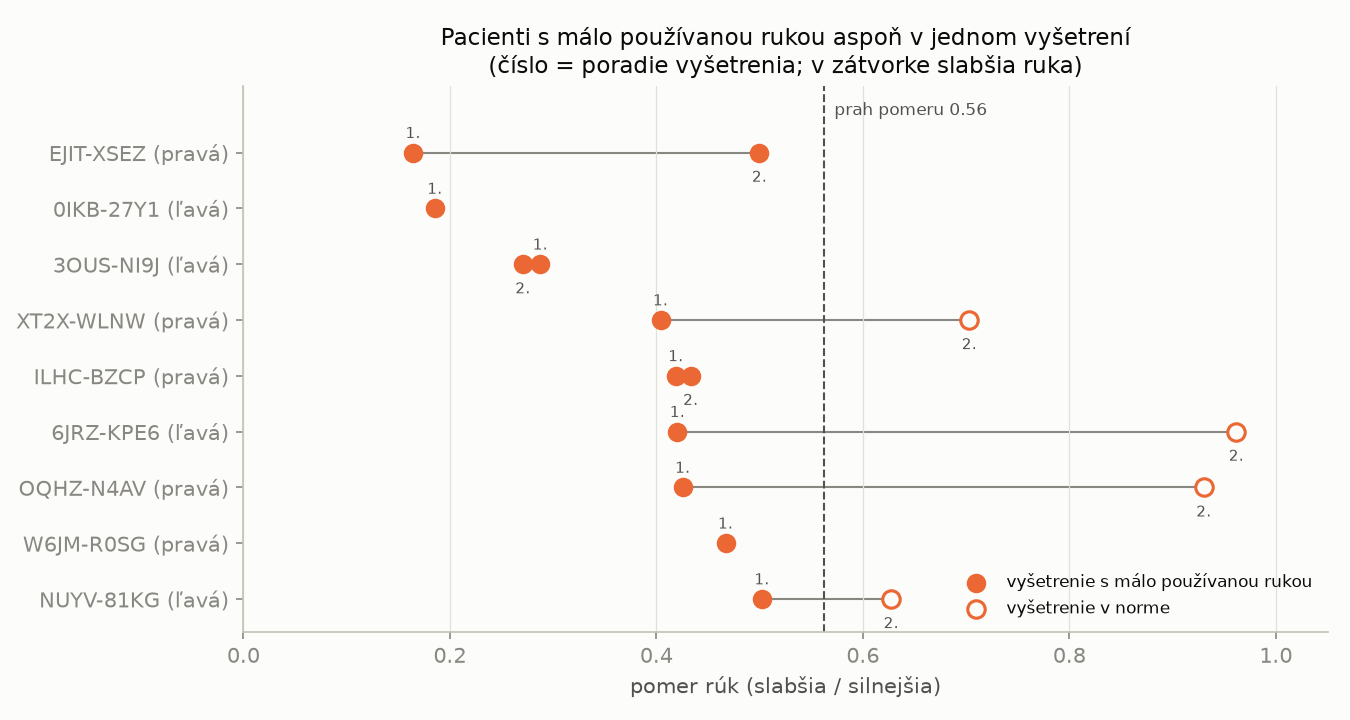 Pacienti s málo používanou rukou aspoň v jednom vyšetrení
(číslo = poradie vyšetrenia; v zátvorke slabšia ruka)
prah pomeru 0.56
EJIT-XSEZ (pravá)
1.
2.
0IKB-27Y1 (ľavá)
1.
3OUS-NI9J (ľavá)
1.
2.
XT2X-WLNW (pravá)
1.
2.
ILHC-BZCP (pravá)
1.
2.
6JRZ-KPE6 (ľavá)
1.
2.
OQHZ-N4AV (pravá)
1.
2.
W6JM-R0SG (pravá)
1.
NUYV-81KG (ľavá)
1.
2.
vyšetrenie s málo používanou rukou
vyšetrenie v norme
0.0 0.2 0.4 0.6 0.8 1.0
pomer rúk (slabšia / silnejšia)